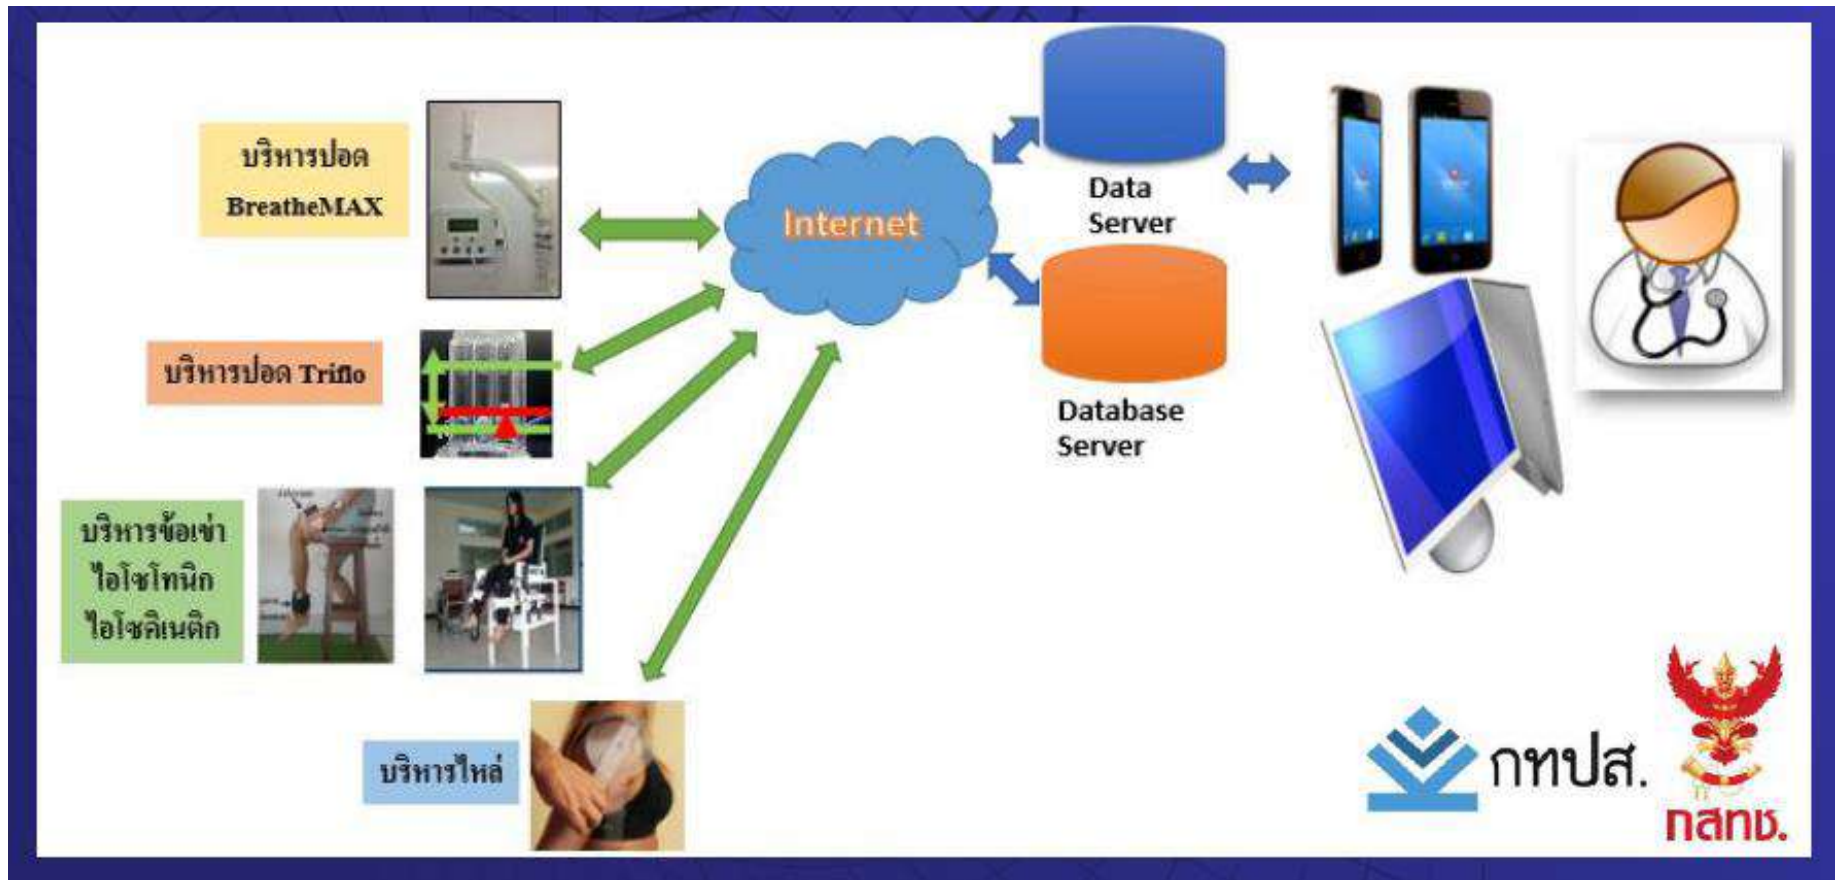 บริหารปอด
BreatheMAX
Internet
Data
Server
บริหารปอด Triflo
Database
Server
บริหารข้อเข่า
ไอโซโทนิก
ไอโซคิเนติก
บริหารไหล่
กทปส.
กสทช.